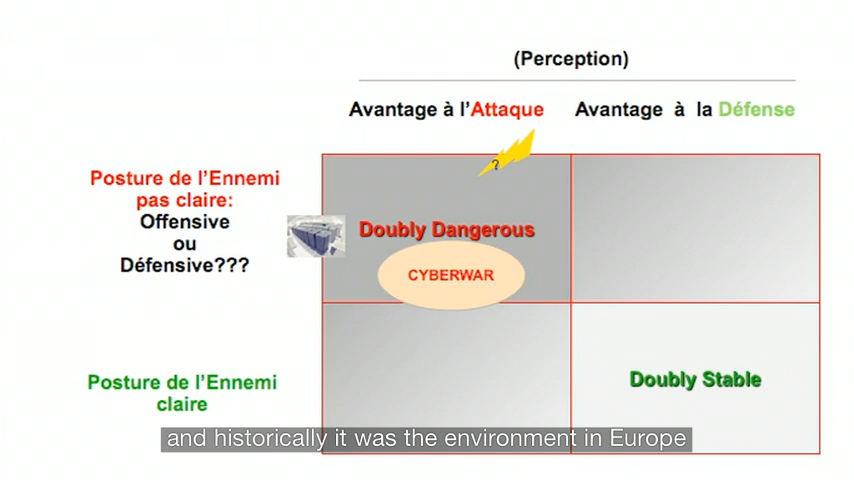 (Perception)
Avantage à l'Attaque
Avantage à la Défense
?
Posture de l'Ennemi
pas claire:
Offensive
ou
Défensive???
Doubly Dangerous
CYBERWAR
Posture de l'Ennemi
claire
Doubly Stable
and historically it was the environment in Europe